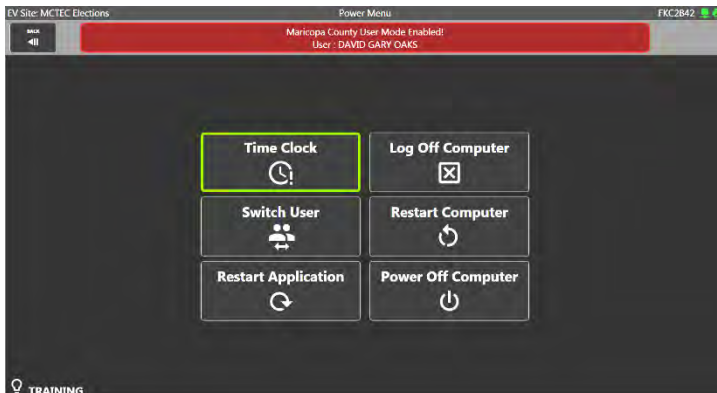 EV Site: MCTEC Elections Power Menu FKC2B42
BACK
Maricopa County User Mode Enabled!
User : DAVID GARY OAKS
Time Clock Log Off Computer
Switch User Restart Computer
Restart Application Power Off Computer
TRAINING